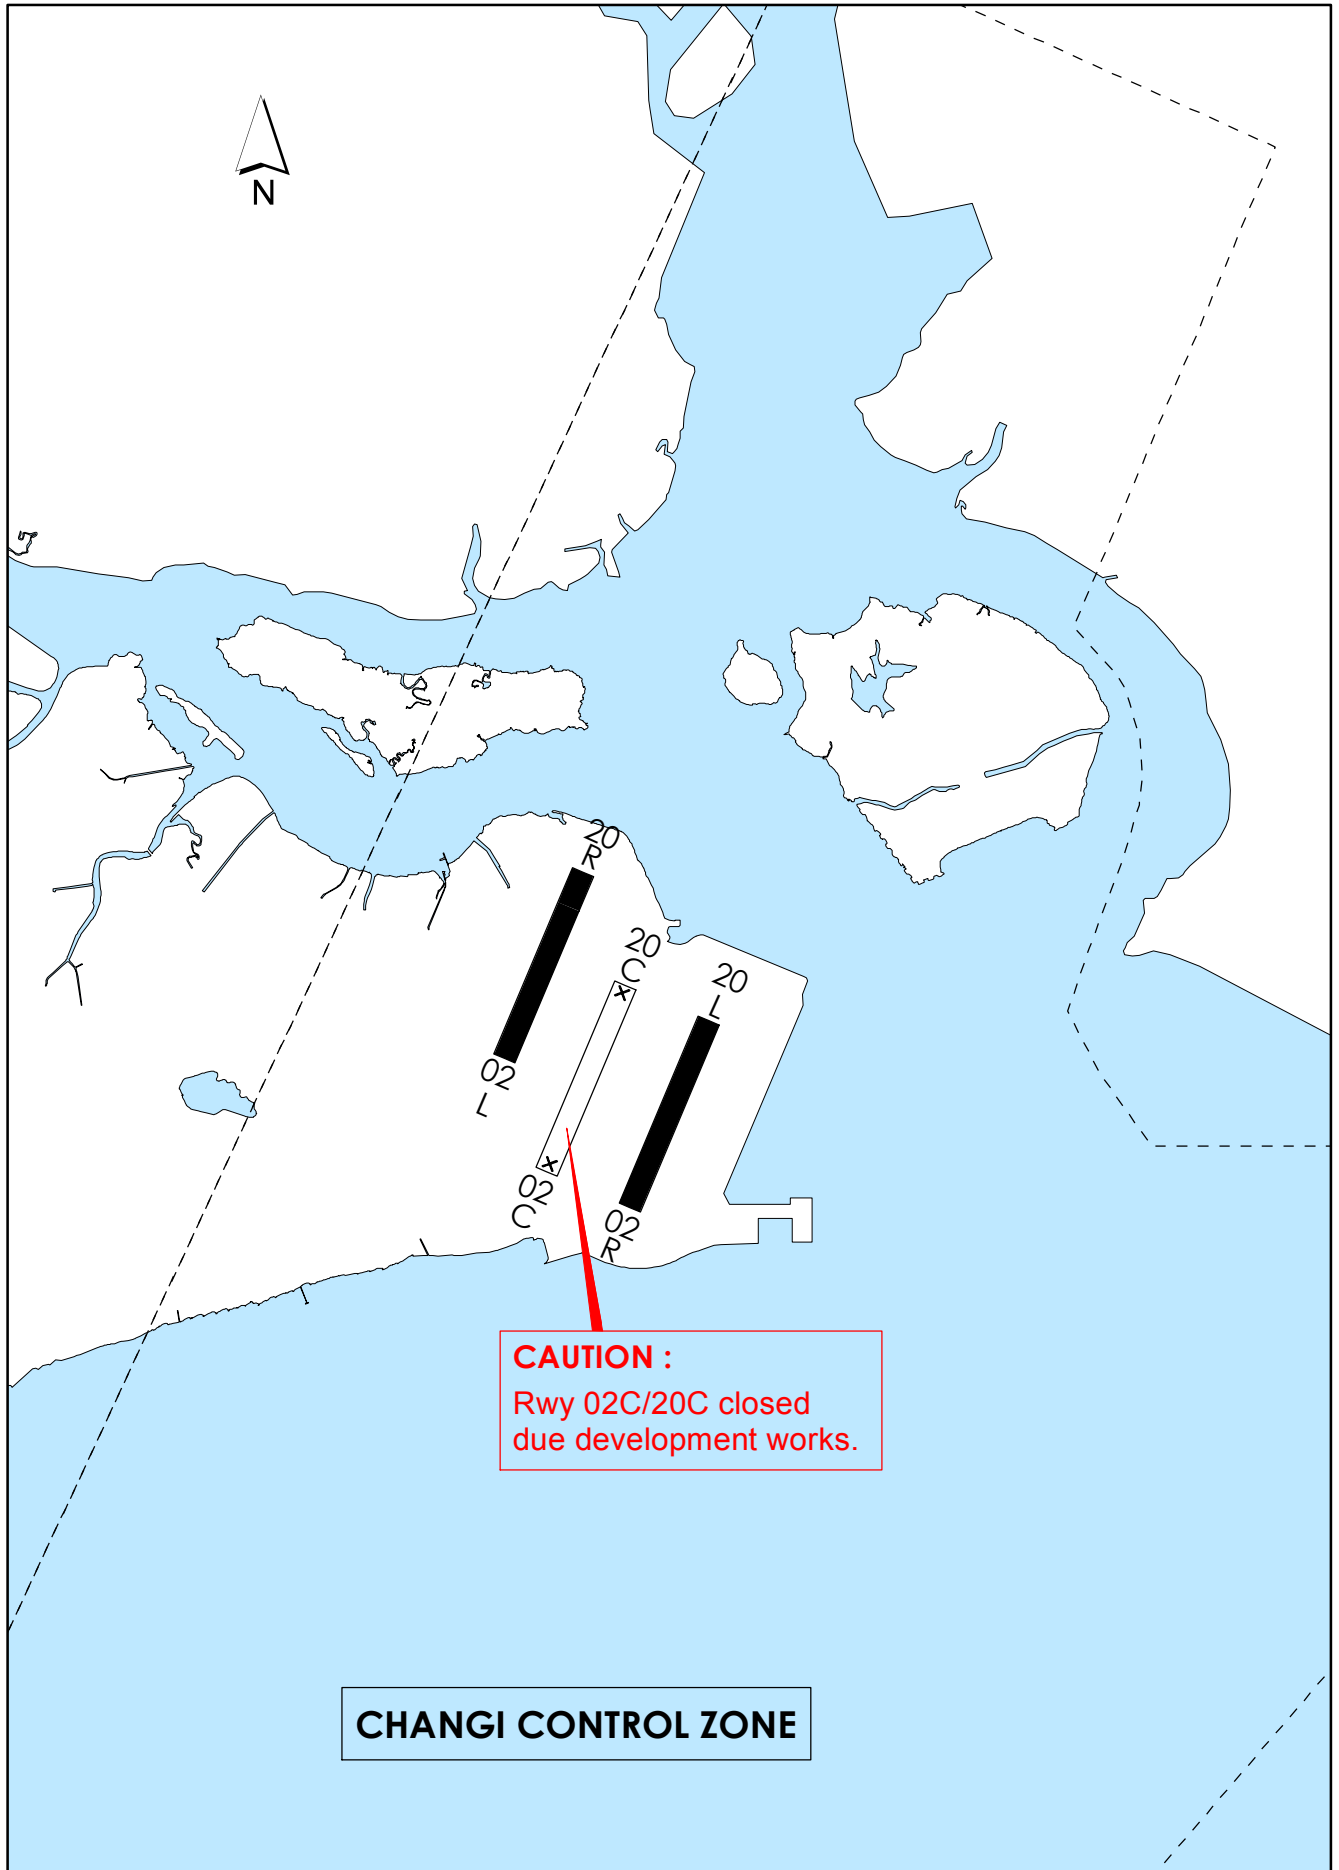 N
20
R
20
C
20
L
02
L
02
C
02
R
CAUTION :
Rwy 02C/20C closed
due development works.
CHANGI CONTROL ZONE